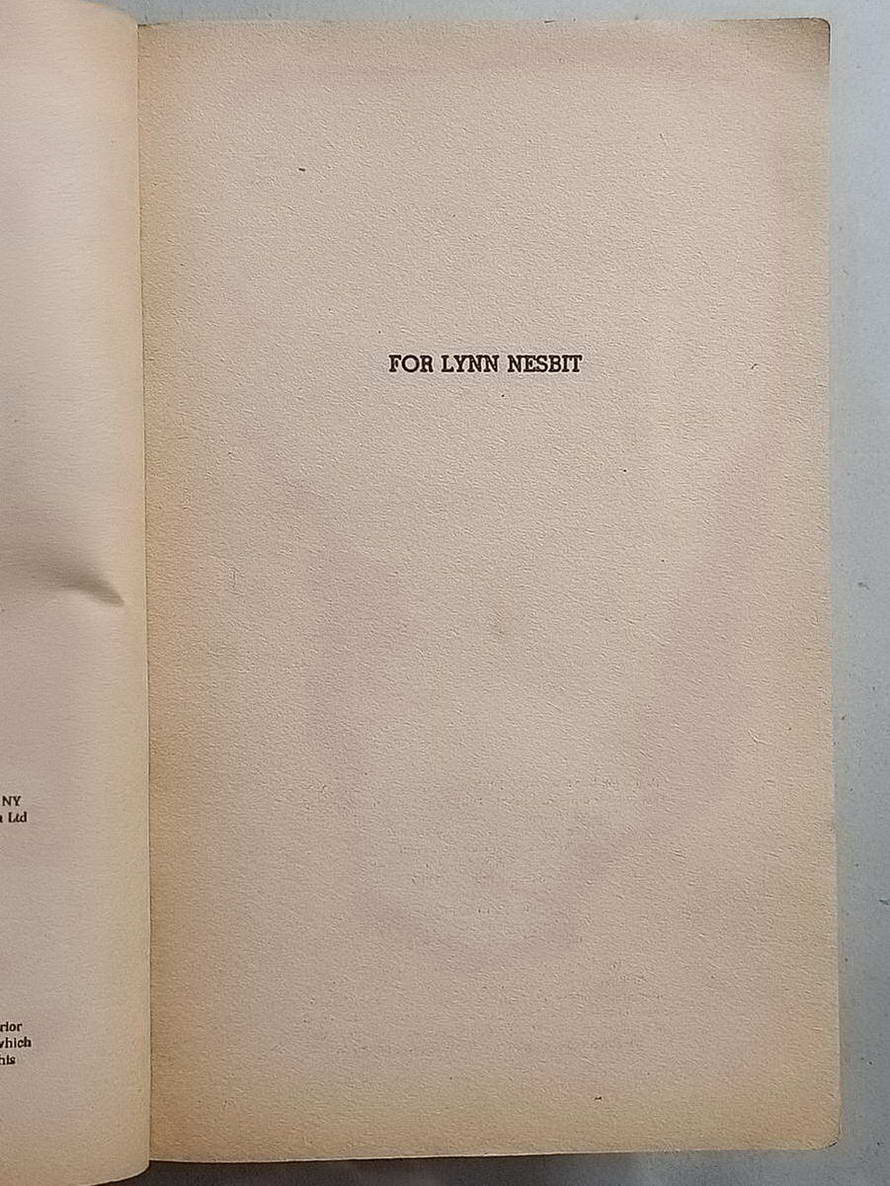 NY
Ltd
FOR LYNN NESBIT
rior
which
his